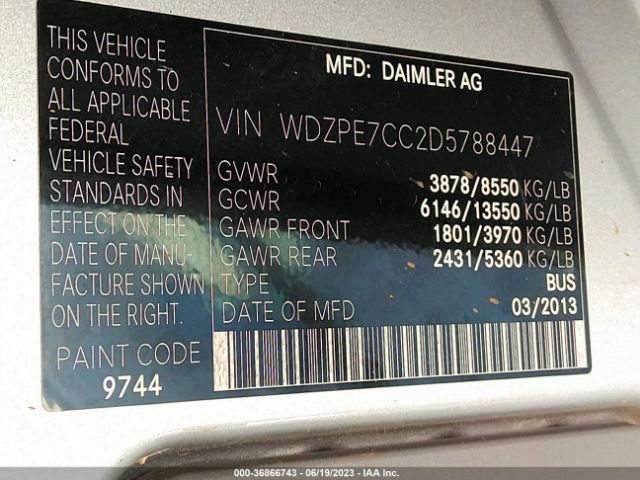 THIS VEHICLE
CONFORMS TO
ALL APPLICABLE
FEDERAL
VEHICLE SAFETY
STANDARDS IN
EFFECT ON THE
DATE OF MANU-
FACTURE SHOWN
ON THE RIGHT.
PAINT CODE
9744
MFD: DAIMLER AG
VIN WDZPE7CC2D5788447
GVWR 3878/8550 KG/LB
GCWR 6146/13550 KG/LB
GAWR FRONT 1801/3970 KG/LB
GAWR REAR 2431/5360 KG/LB
TYPE BUS
DATE OF MFD 03/2013
000-36866743 / 06/19/2023 - IAA Inc.